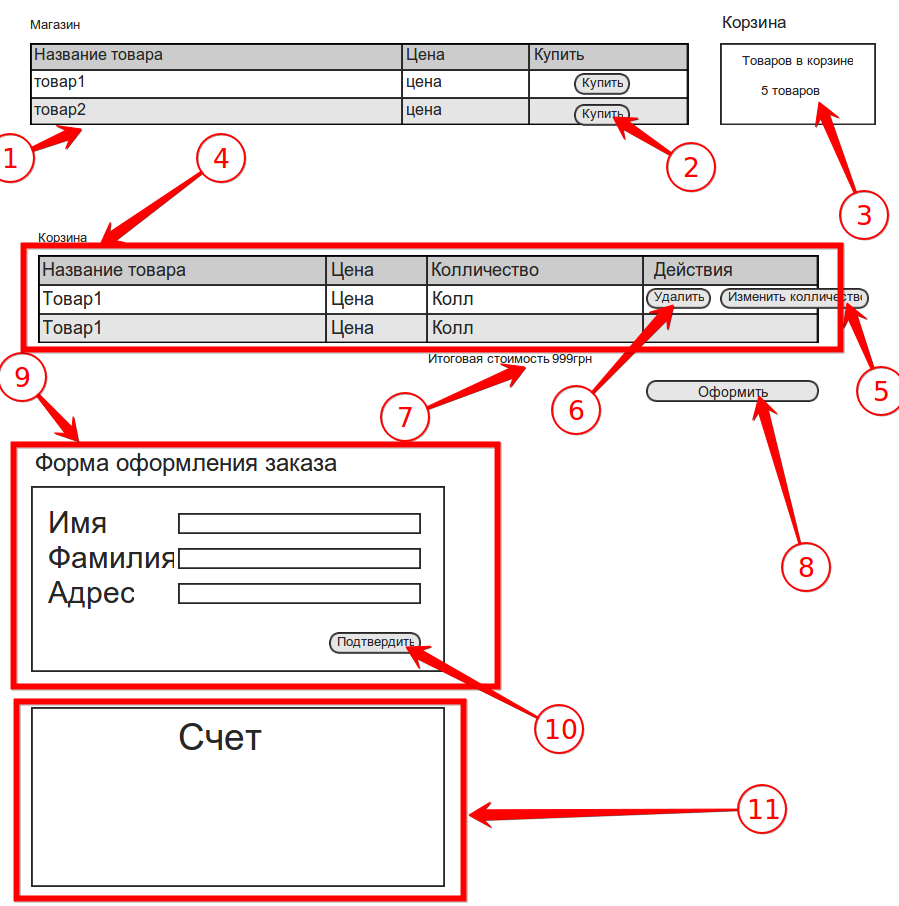 Магазин
Корзина
Название товара Цена Купить
Товаров в корзине
товар1 цена Купить
5 товаров
товар2 цена Купить
1
4
2
3
Корзина
Название товара Цена Колличество Действия
Товар1 Цена Колл Удалить Изменить колличество
Товар1 Цена Колл
Итоговая стоимость 999грн
9
7
6
5
Оформить
Форма оформления заказа
Имя
Фамилия
Адрес
8
Подтвердить
10
Счет
11